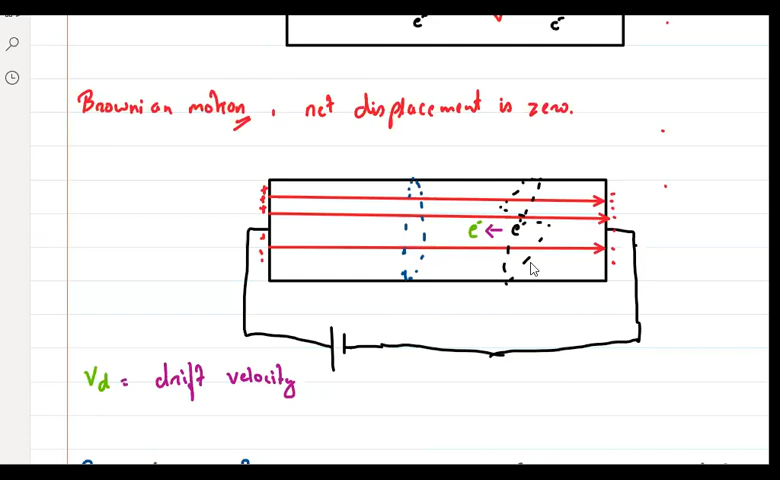 e⁻ e⁻
Brownian motion, net displacement is zero.
e⁻ ← e⁻
Vd = drift velocity